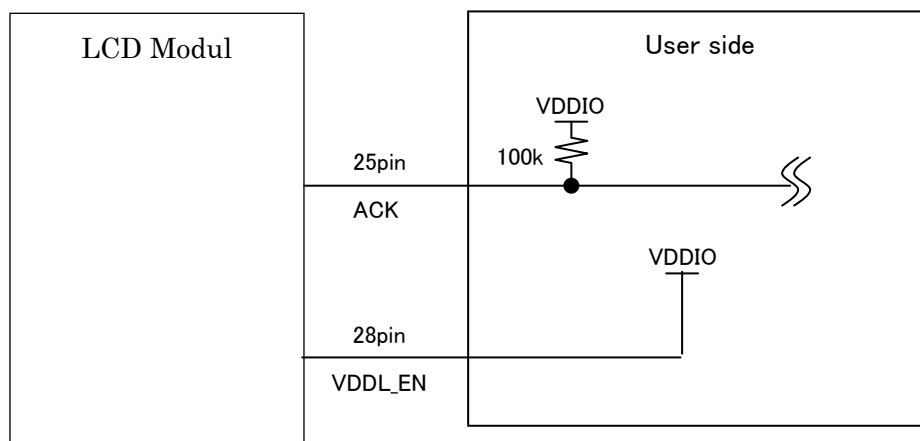 LCD Modul
User side
VDDIO
100k
25pin
ACK
VDDIO
28pin
VDDL_EN